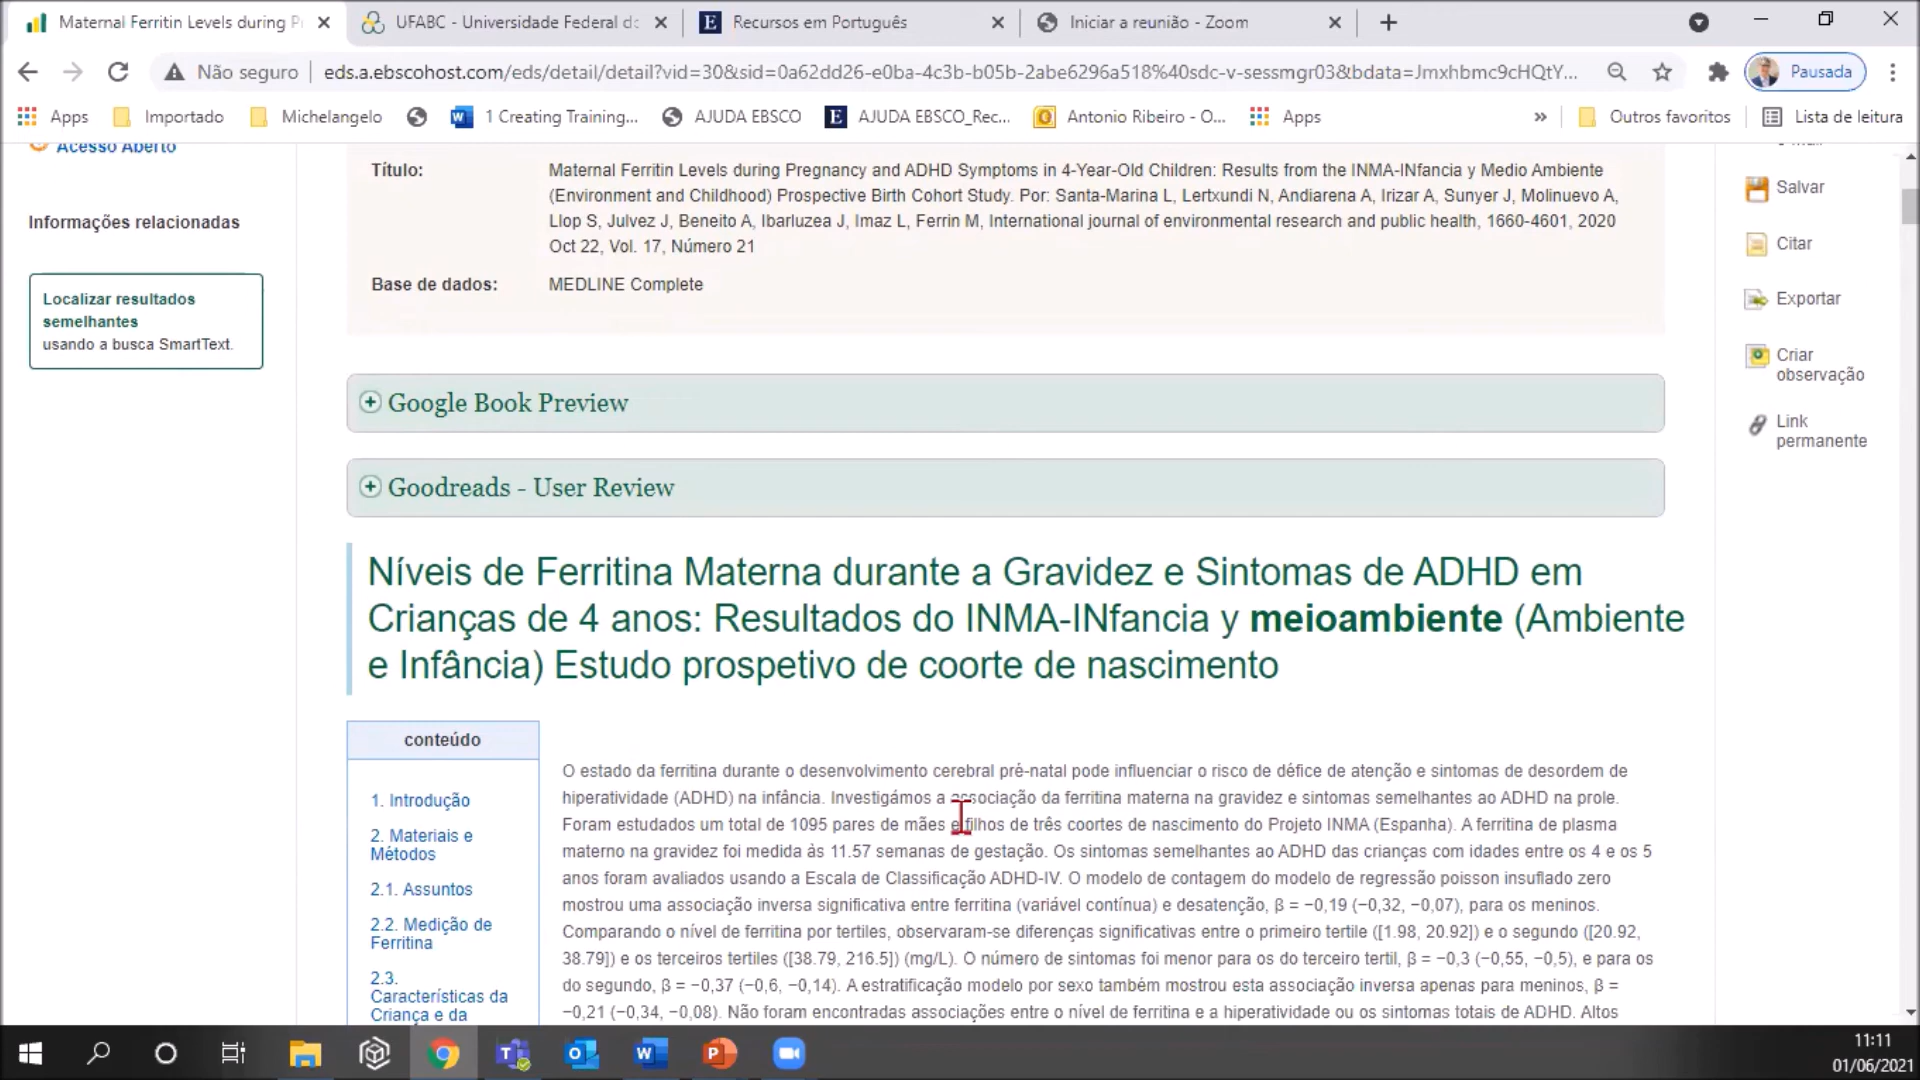 Maternal Ferritin Levels during P
UFABC - Universidade Federal do
Recursos em Português
Iniciar a reunião - Zoom
Não seguro
eds.a.ebscohost.com/eds/detail/detail?vid=30&sid=0a62dd26-e0ba-4c3b-b05b-2abe6296a518%40sdc-v-sessmgr03&bdata=Jmxhbmc9cHQtY...
Pausada
Apps
Importado
Michelangelo
1 Creating Training...
AJUDA EBSCO
AJUDA EBSCO_Rec...
Antonio Ribeiro - O...
Apps
»
Outros favoritos
Lista de leitura
Acesso Aberto
Informações relacionadas
Localizar resultados
semelhantes
usando a busca SmartText.
Título:
Maternal Ferritin Levels during Pregnancy and ADHD Symptoms in 4-Year-Old Children: Results from the INMA-INfancia y Medio Ambiente
(Environment and Childhood) Prospective Birth Cohort Study. Por: Santa-Marina L, Lertxundi N, Andiarena A, Irizar A, Sunyer J, Molinuevo A,
Llop S, Julvez J, Beneito A, Ibarluzea J, Imaz L, Ferrin M, International journal of environmental research and public health, 1660-4601, 2020
Oct 22, Vol. 17, Número 21
Base de dados:
MEDLINE Complete
Google Book Preview
Goodreads - User Review
Níveis de Ferritina Materna durante a Gravidez e Sintomas de ADHD em
Crianças de 4 anos: Resultados do INMA-INfancia y meioambiente (Ambiente
e Infância) Estudo prospetivo de coorte de nascimento
conteúdo
1. Introdução
2. Materiais e
Métodos
2.1. Assuntos
2.2. Medição de
Ferritina
2.3.
Características da
Criança e da
O estado da ferritina durante o desenvolvimento cerebral pré-natal pode influenciar o risco de défice de atenção e sintomas de desordem de
hiperatividade (ADHD) na infância. Investigámos a associação da ferritina materna na gravidez e sintomas semelhantes ao ADHD na prole.
Foram estudados um total de 1095 pares de mães e filhos de três coortes de nascimento do Projeto INMA (Espanha). A ferritina de plasma
materno na gravidez foi medida às 11.57 semanas de gestação. Os sintomas semelhantes ao ADHD das crianças com idades entre os 4 e os 5
anos foram avaliados usando a Escala de Classificação ADHD-IV. O modelo de contagem do modelo de regressão poisson insuflado zero
mostrou uma associação inversa significativa entre ferritina (variável contínua) e desatenção, β = −0,19 (−0,32, −0,07), para os meninos.
Comparando o nível de ferritina por tertiles, observaram-se diferenças significativas entre o primeiro tertile ([1.98, 20.92]) e o segundo ([20.92,
38.79]) e os terceiros tertiles ([38.79, 216.5]) (mg/L). O número de sintomas foi menor para os do terceiro tertil, β = −0,3 (−0,55, −0,5), e para os
do segundo, β = −0,37 (−0,6, −0,14). A estratificação modelo por sexo também mostrou esta associação inversa apenas para meninos, β =
−0,21 (−0,34, −0,08). Não foram encontradas associações entre o nível de ferritina e a hiperatividade ou os sintomas totais de ADHD. Altos
Salvar
Citar
Exportar
Criar
observação
Link
permanente
11:11
01/06/2021